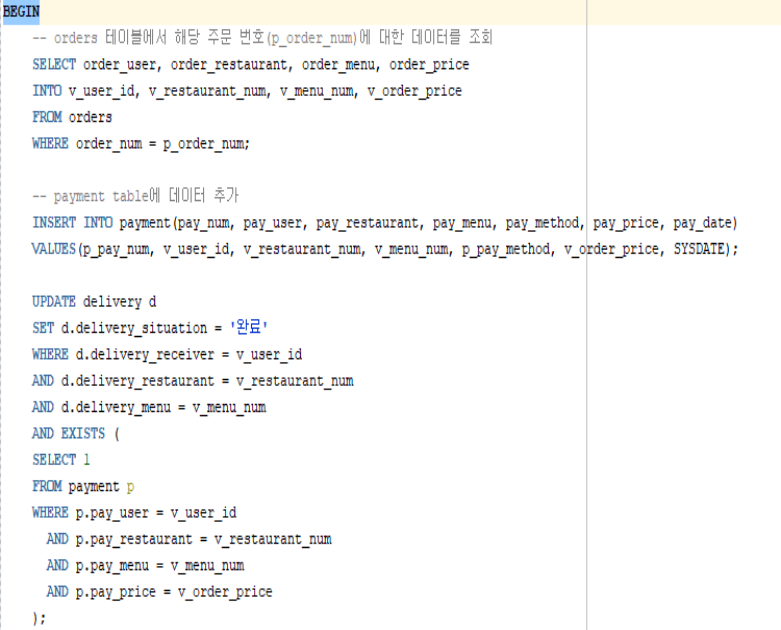 BEGIN
-- orders 테이블에서 해당 주문 번호(p_order_num)에 대한 데이터를 조회
SELECT order_user, order_restaurant, order_menu, order_price
INTO v_user_id, v_restaurant_num, v_menu_num, v_order_price
FROM orders
WHERE order_num = p_order_num;
-- payment table에 데이터 추가
INSERT INTO payment(pay_num, pay_user, pay_restaurant, pay_menu, pay_method, pay_price, pay_date)
VALUES(p_pay_num, v_user_id, v_restaurant_num, v_menu_num, p_pay_method, v_order_price, SYSDATE);
UPDATE delivery d
SET d.delivery_situation = '완료'
WHERE d.delivery_receiver = v_user_id
AND d.delivery_restaurant = v_restaurant_num
AND d.delivery_menu = v_menu_num
AND EXISTS (
SELECT 1
FROM payment p
WHERE p.pay_user = v_user_id
AND p.pay_restaurant = v_restaurant_num
AND p.pay_menu = v_menu_num
AND p.pay_price = v_order_price
);